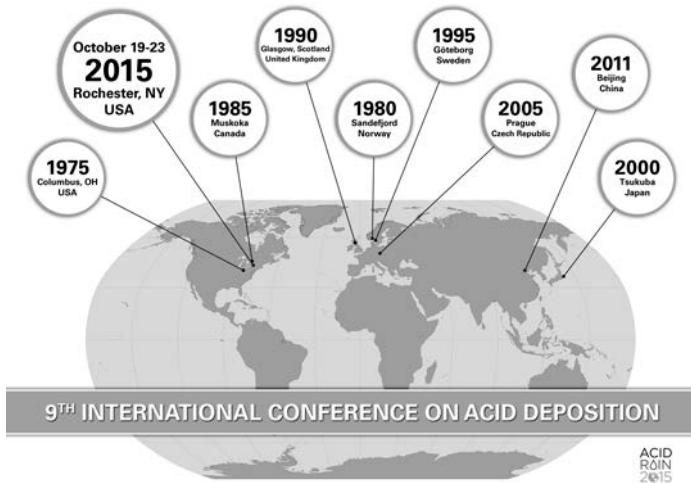 October 19-23
2015
Rochester, NY
USA
1990
Glasgow, Scotland
United Kingdom
1995
Göteborg
Sweden
2011
Beijing
China
1985
Muskoka
Canada
1980
Sandefjord
Norway
2005
Prague
Czech Republic
1975
Columbus, OH
USA
2000
Tsukuba
Japan
9TH INTERNATIONAL CONFERENCE ON ACID DEPOSITION
ACID
RAIN
2015